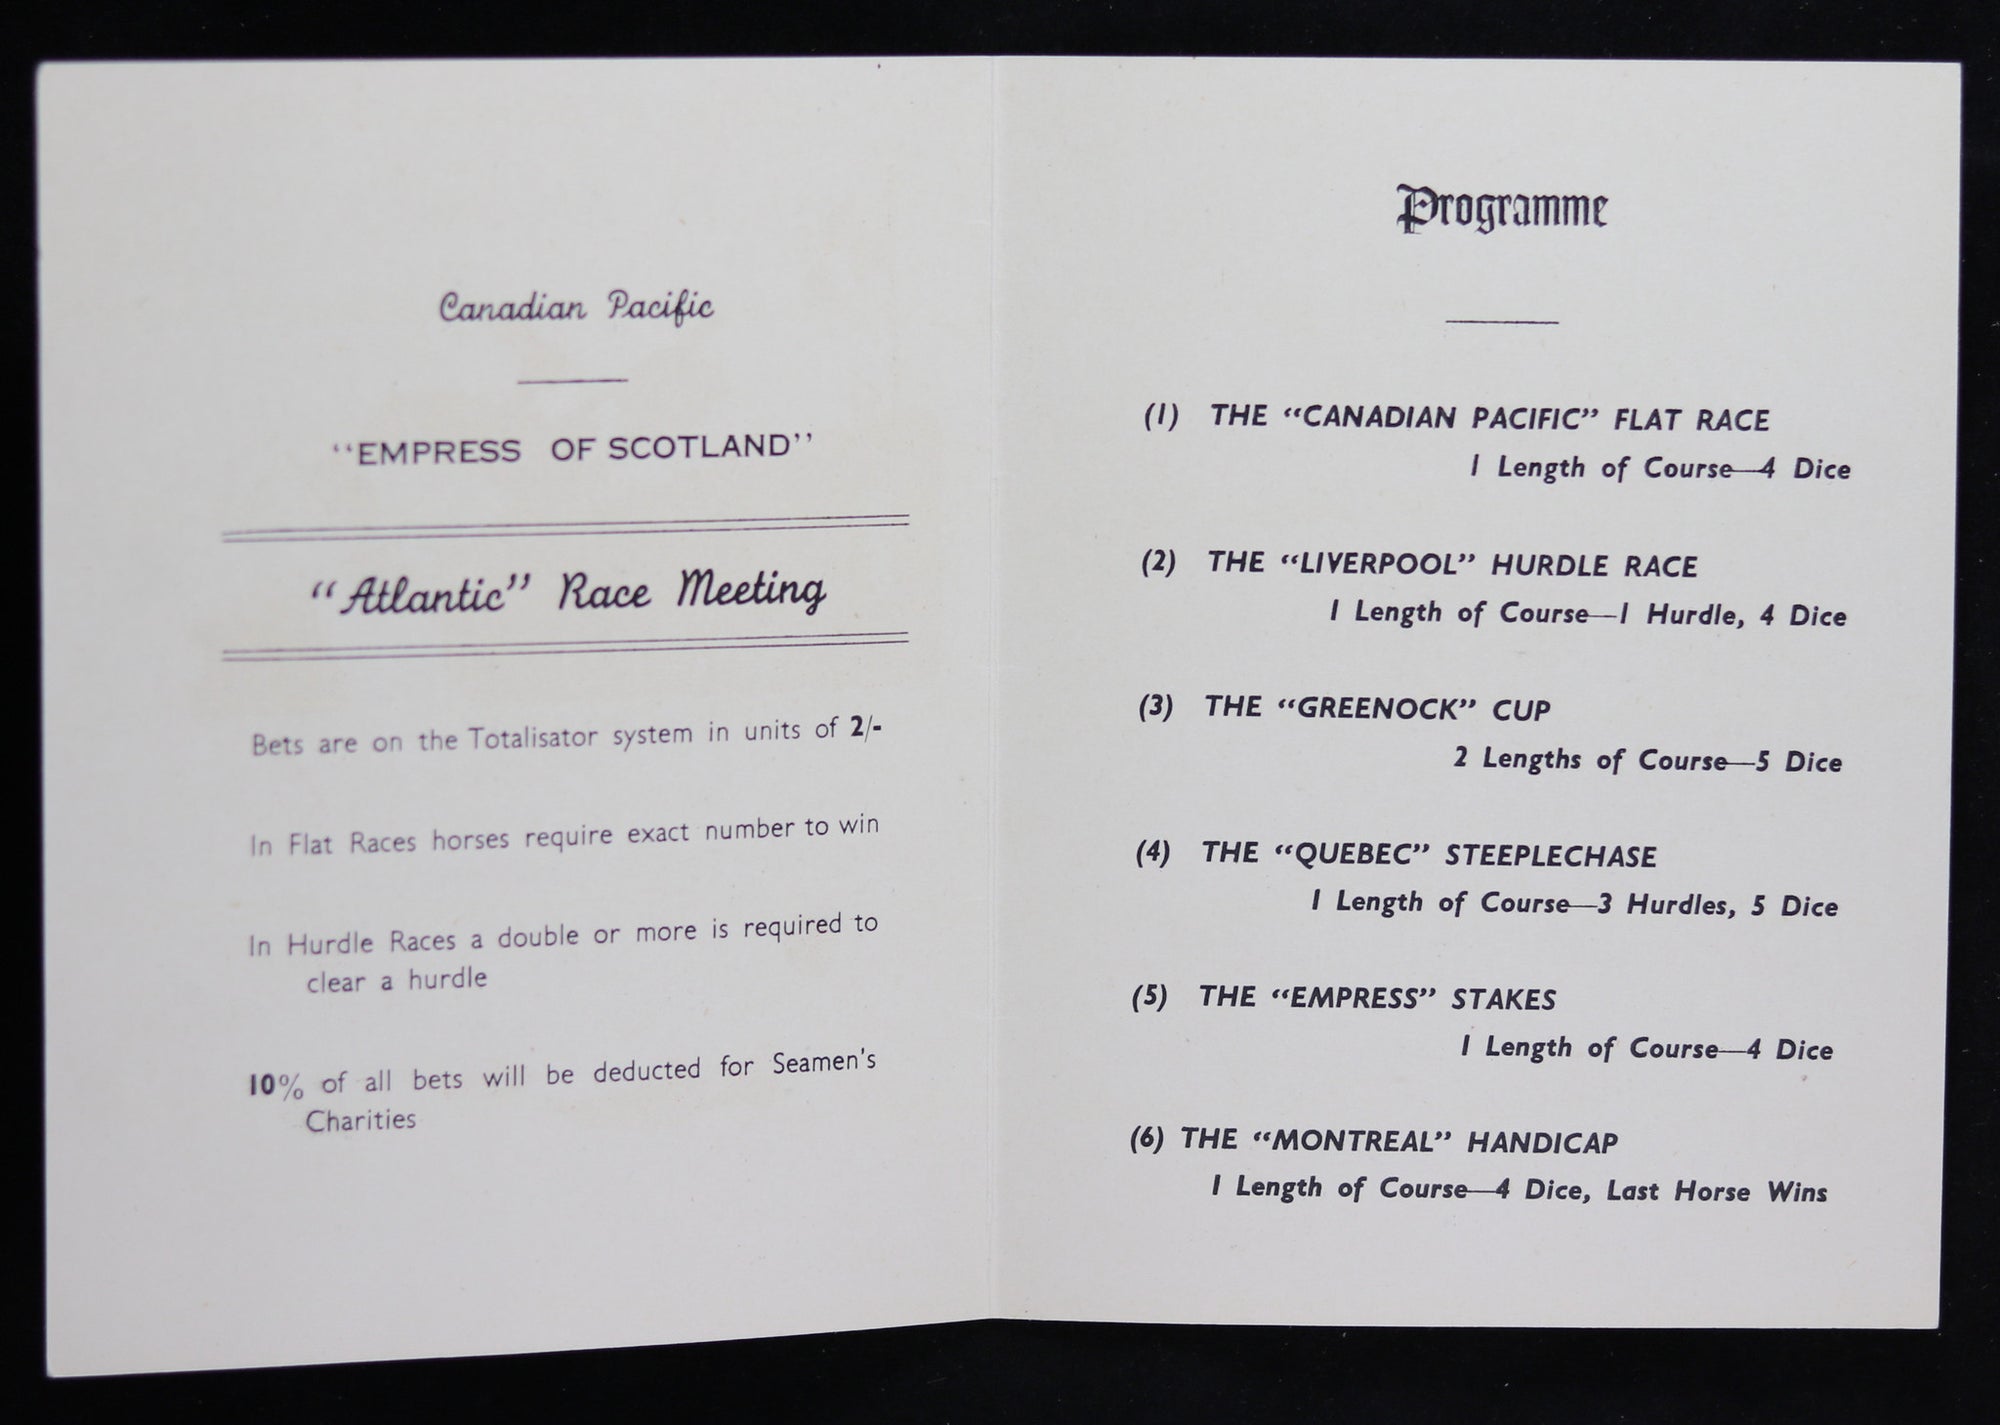 Canadian Pacific
"EMPRESS OF SCOTLAND"
"Atlantic" Race Meeting
Bets are on the Totalisator system in units of 2/-
In Flat Races horses require exact number to win
In Hurdle Races a double or more is required to
clear a hurdle
10% of all bets will be deducted for Seamen's
Charities
Programme
(1) THE "CANADIAN PACIFIC" FLAT RACE
1 Length of Course—4 Dice
(2) THE "LIVERPOOL" HURDLE RACE
1 Length of Course—1 Hurdle, 4 Dice
(3) THE "GREENOCK" CUP
2 Lengths of Course—5 Dice
(4) THE "QUEBEC" STEEPLECHASE
1 Length of Course—3 Hurdles, 5 Dice
(5) THE "EMPRESS" STAKES
1 Length of Course—4 Dice
(6) THE "MONTREAL" HANDICAP
1 Length of Course—4 Dice, Last Horse Wins